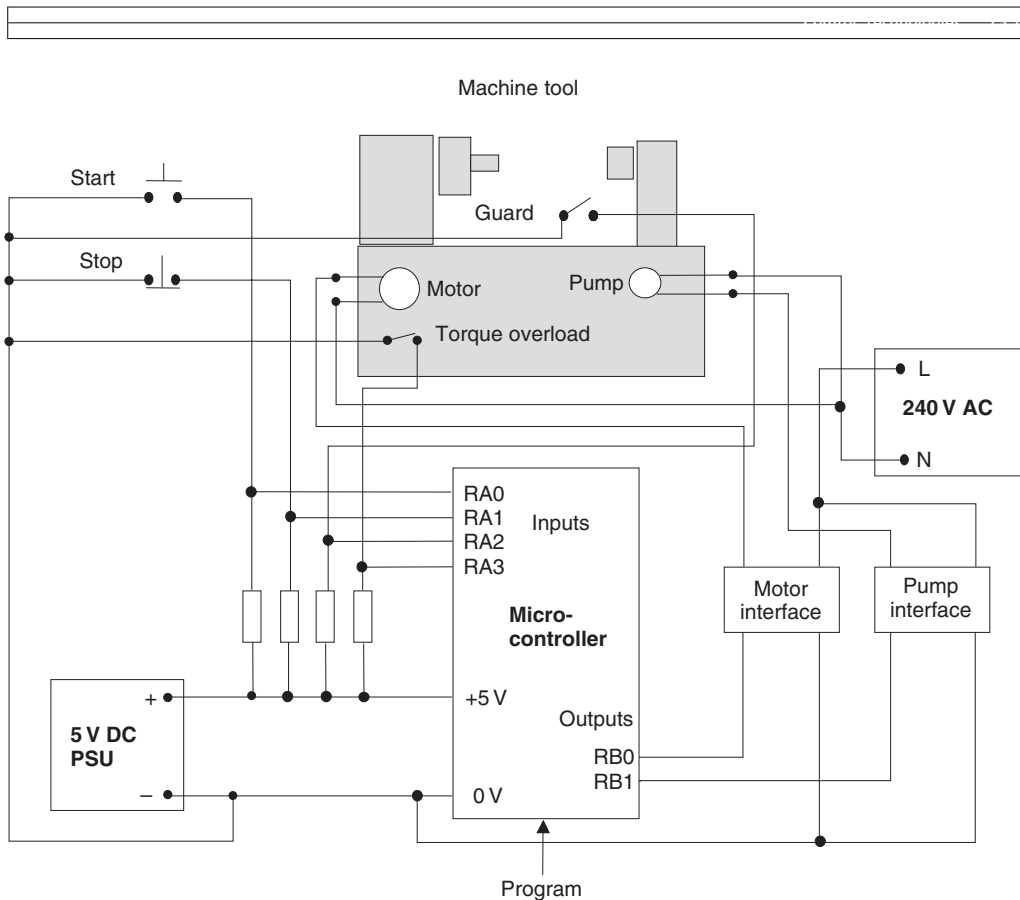 Machine tool
Start
Guard
Stop
Motor
Pump
Torque overload
L
240 V AC
N
RA0
RA1
Inputs
RA2
RA3
Motor
interface
Pump
interface
Micro-
controller
+
+5 V
5 V DC
PSU
Outputs
RB0
RB1
–
0 V
Program